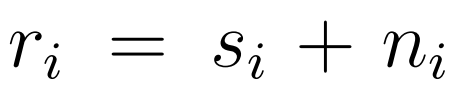 r_i = s_i + n_i